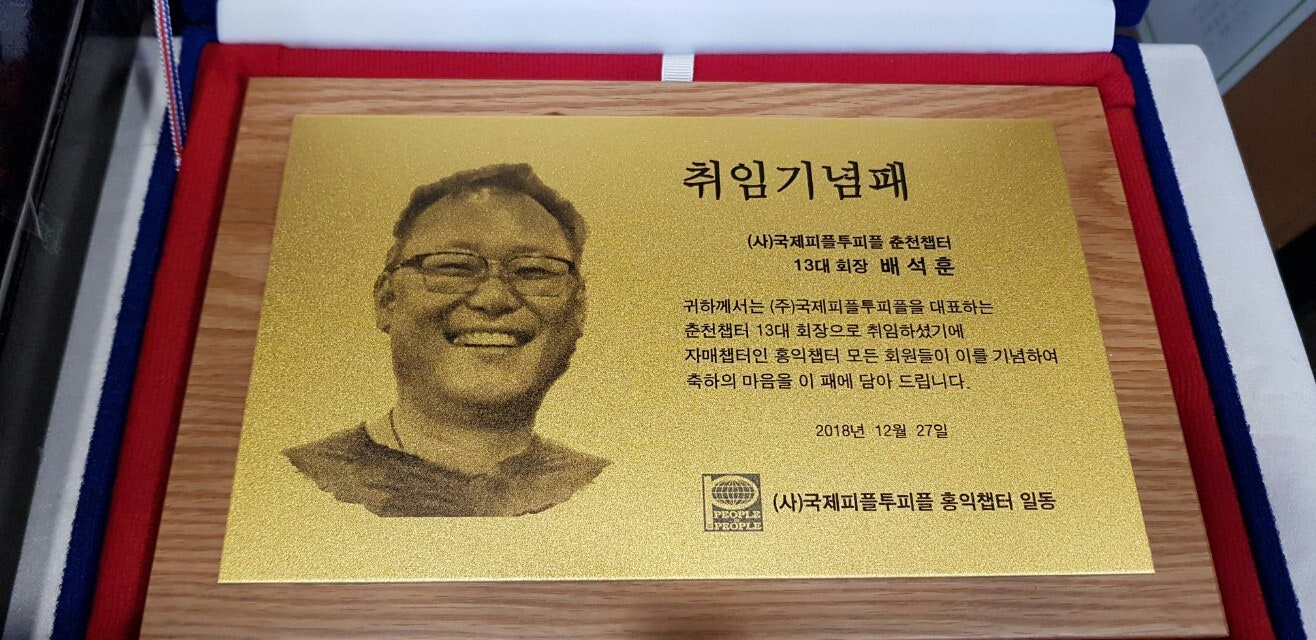 취임기념패
(사)국제피플투피플 춘천챕터
13대 회장 배석훈
귀하께서는 (주)국제피플투피플을 대표하는
춘천챕터 13대 회장으로 취임하셨기에
자매챕터인 홍익챕터 모든 회원들이 이를 기념하여
축하의 마음을 이 패에 담아 드립니다.
2018년 12월 27일
PEOPLE
PEOPLE
(사)국제피플투피플 홍익챕터 일동